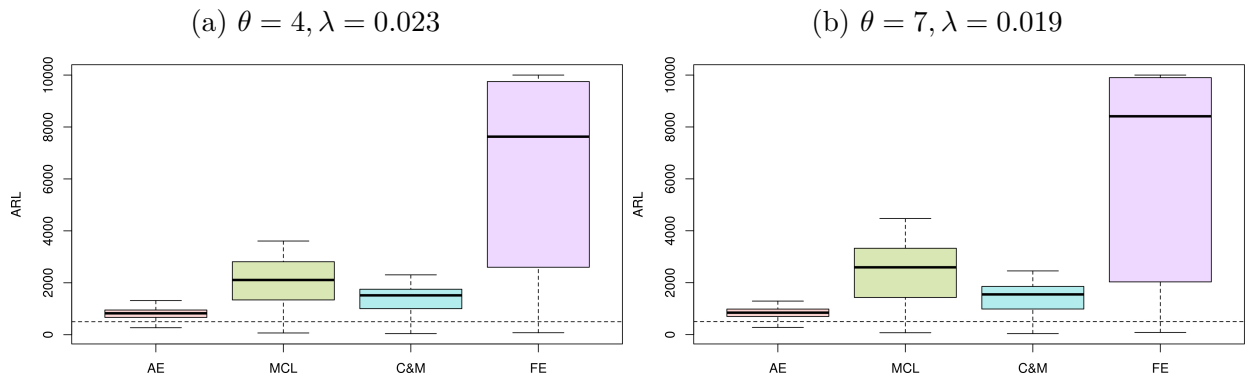 (a) θ = 4, λ = 0.023
ARL
10000
8000
6000
4000
2000
0
AE MCL C&M FE
(b) θ = 7, λ = 0.019
ARL
10000
8000
6000
4000
2000
0
AE MCL C&M FE